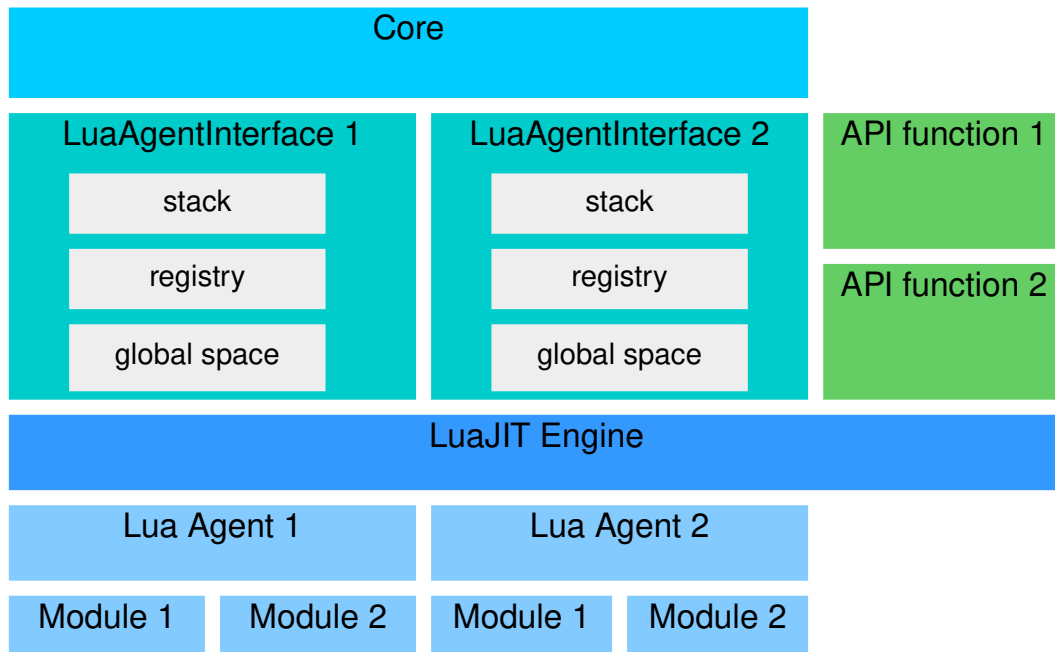 Core
LuaAgentInterface 1
stack
registry
global space
LuaAgentInterface 2
stack
registry
global space
API function 1
API function 2
LuaJIT Engine
Lua Agent 1
Lua Agent 2
Module 1
Module 2
Module 1
Module 2